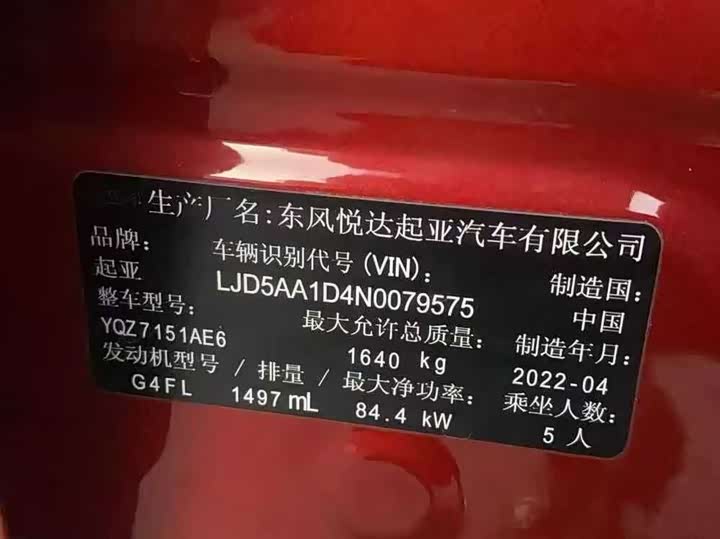 生产厂名:东风悦达起亚汽车有限公司
品牌: 车辆识别代号(VIN): 制造国:
起亚 LJD5AA1D4N0079575 中国
整车型号: 最大允许总质量: 制造年月:
YQZ7151AE6 1640 kg 2022-04
发动机型号 / 排量 / 最大净功率: 乘坐人数:
G4FL 1497mL 84.4 kW 5人